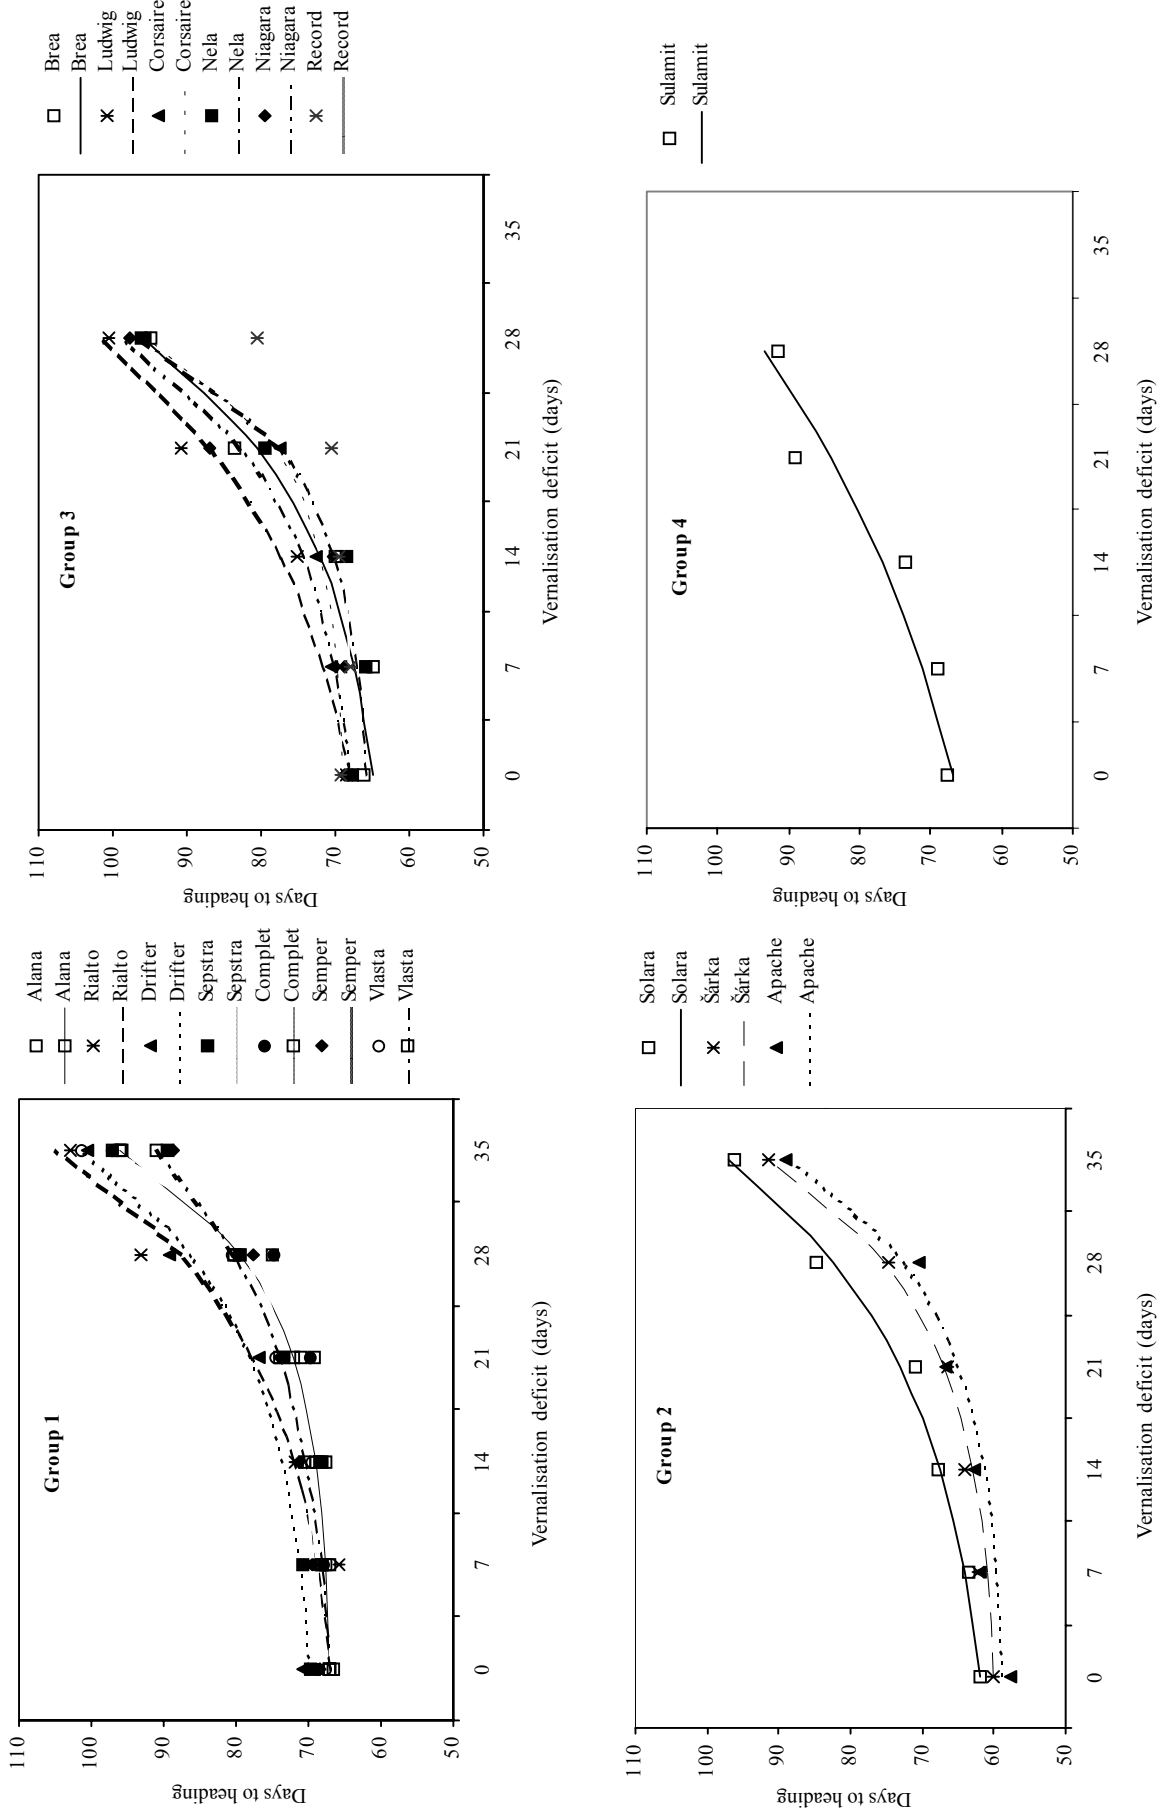 Group 1
Days to heading
110
100
90
80
70
60
50
0
7
14
21
28
35
Vernalisation deficit (days)
Alana
Alana
Rialto
Rialto
Drifter
Drifter
Sepstra
Sepstra
Complet
Complet
Semper
Semper
Vlasta
Vlasta
Group 3
Days to heading
110
100
90
80
70
60
50
0
7
14
21
28
35
Vernalisation deficit (days)
Brea
Brea
Ludwig
Ludwig
Corsaire
Corsaire
Nela
Nela
Niagara
Niagara
Record
Record
Group 2
Days to heading
110
100
90
80
70
60
50
0
7
14
21
28
35
Vernalisation deficit (days)
Solara
Solara
Šárka
Šárka
Apache
Apache
Group 4
Days to heading
110
100
90
80
70
60
50
0
7
14
21
28
35
Vernalisation deficit (days)
Sulamit
Sulamit